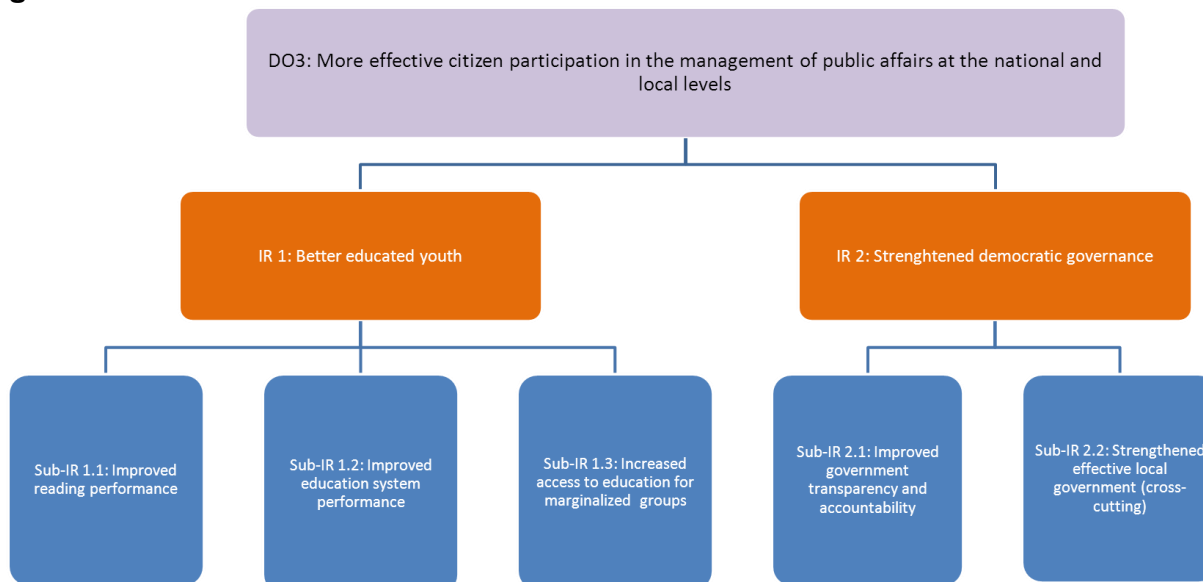 g
DO3: More effective citizen participation in the management of public affairs at the national and
local levels
IR 1: Better educated youth
IR 2: Strenghtened democratic governance
Sub-IR 1.1: Improved
reading performance
Sub-IR 1.2: Improved
education system
performance
Sub-IR 1.3: Increased
access to education for
marginalized groups
Sub-IR 2.1: Improved
government
transparency and
accountability
Sub-IR 2.2: Strengthened
effective local
government (cross-
cutting)